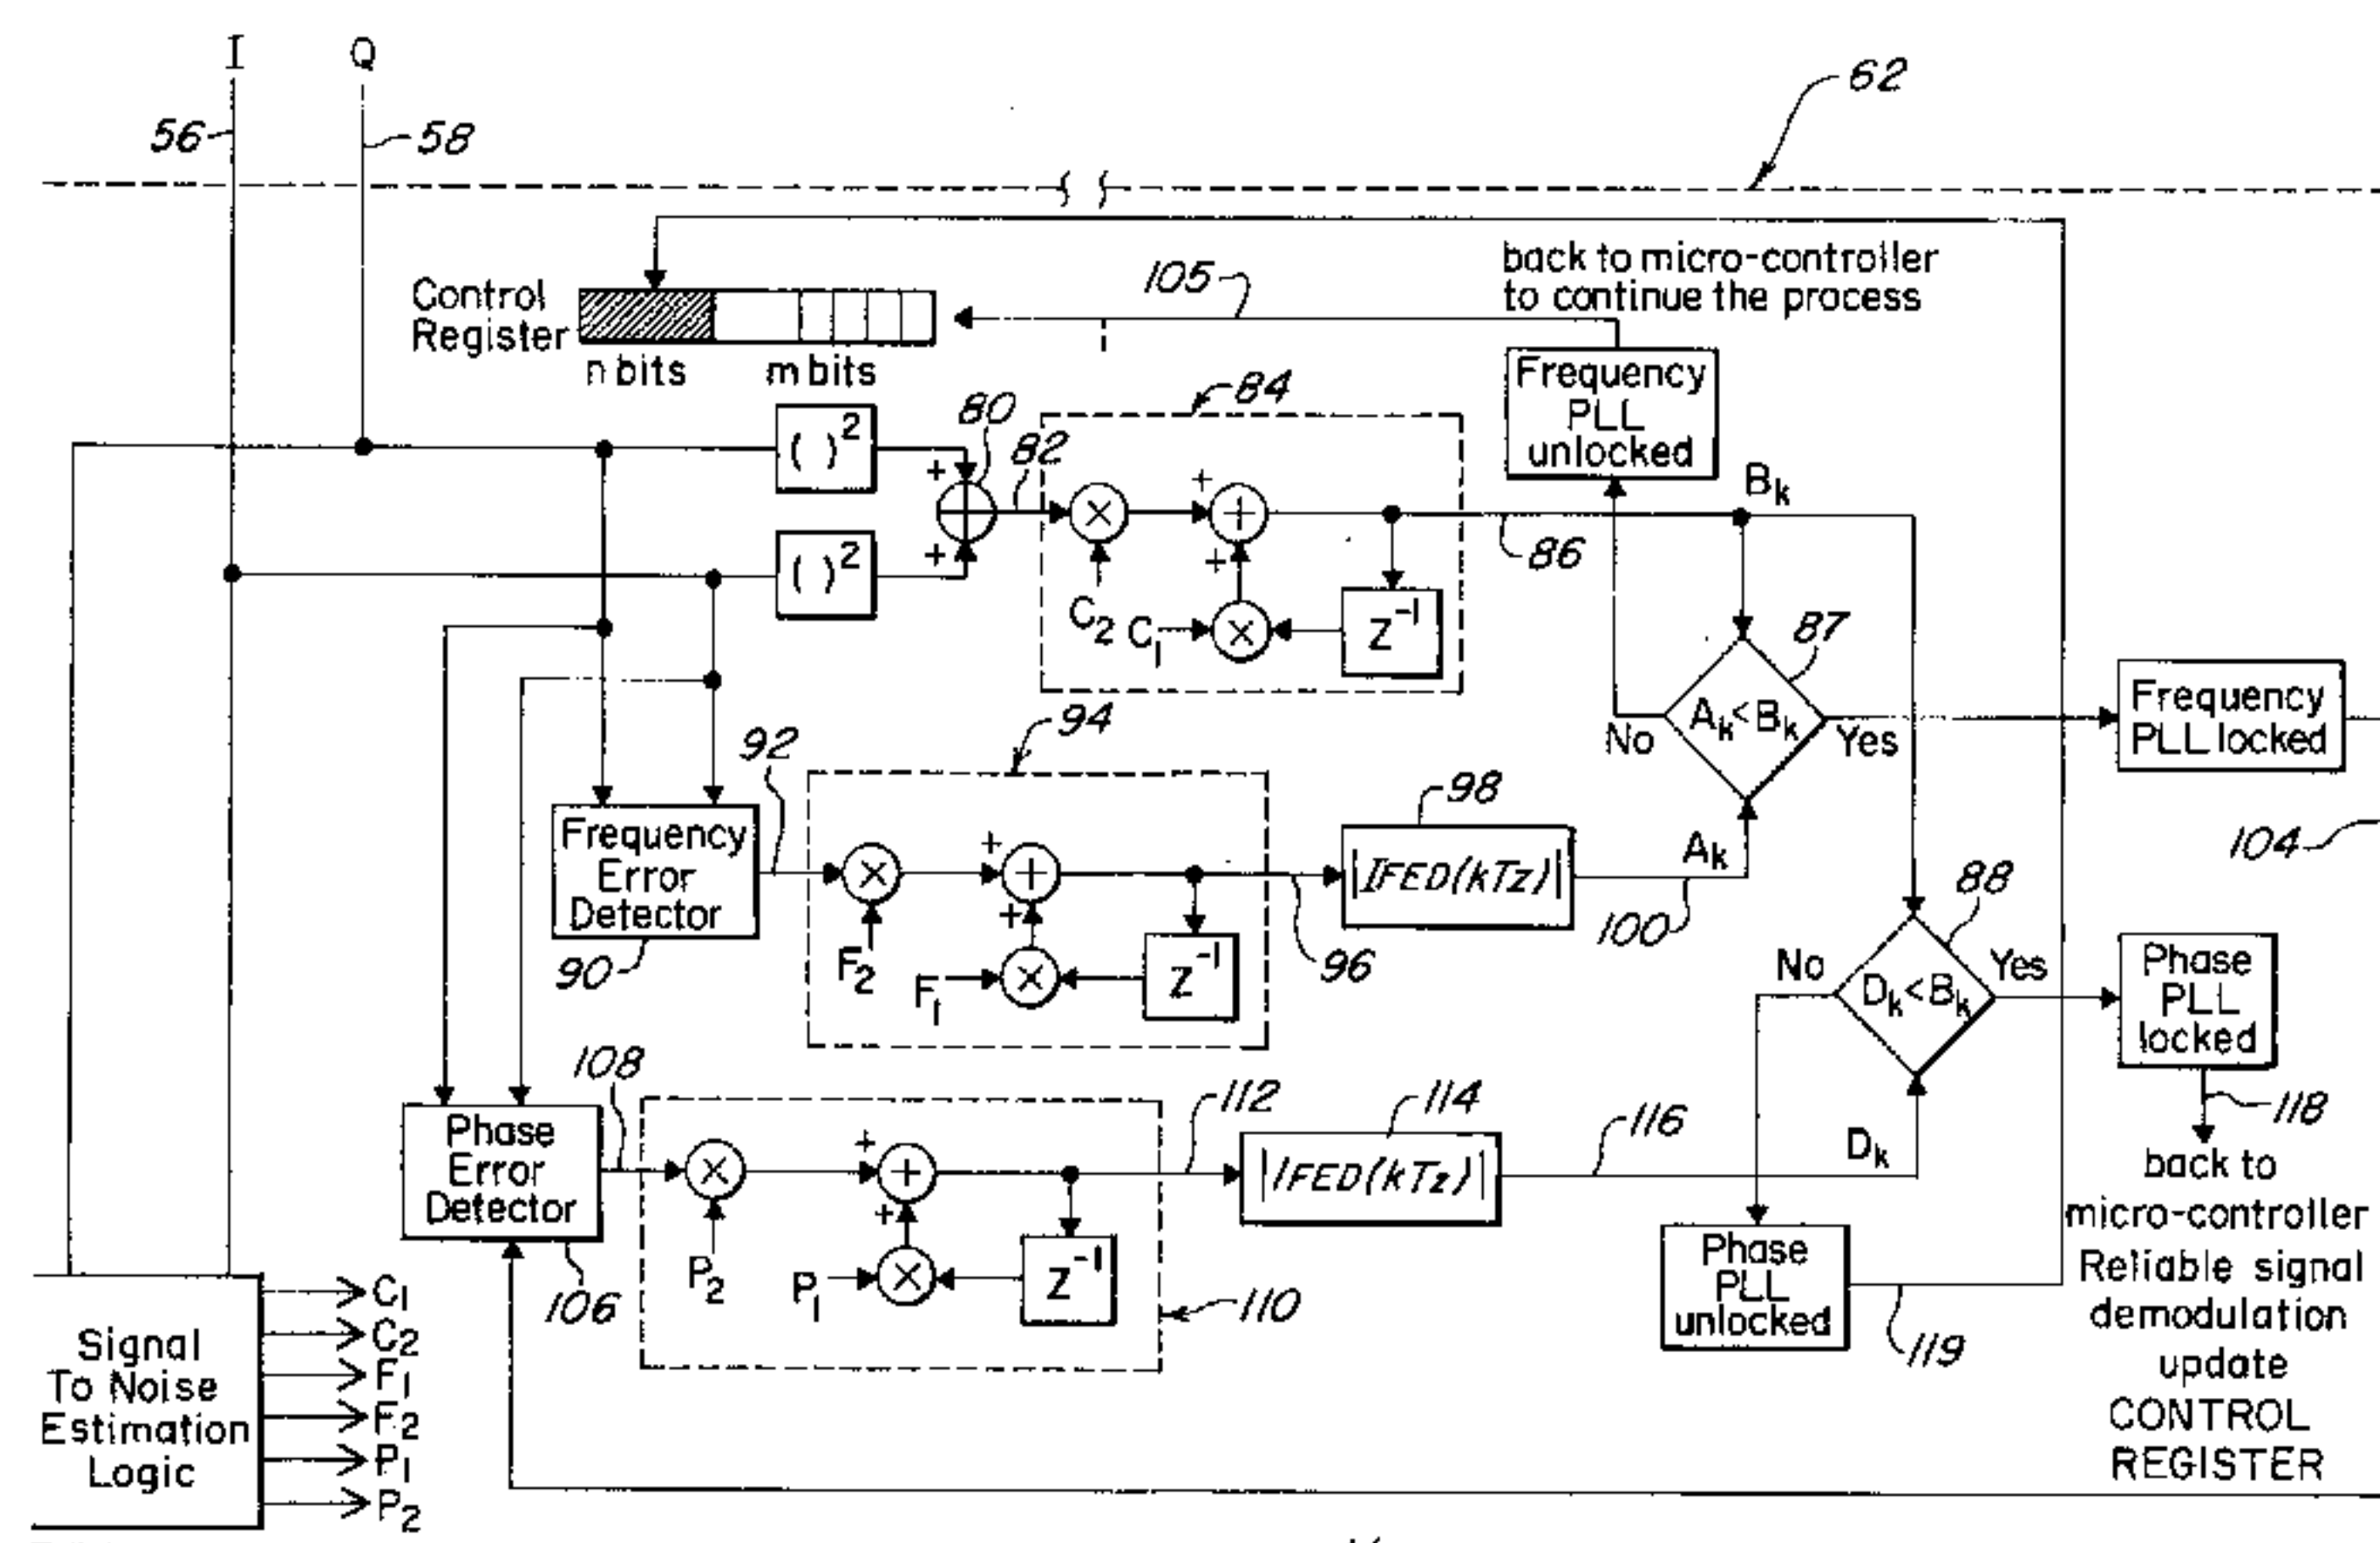 I Q
56 58 62
Control
Register
n bits m bits
105
back to micro-controller
to continue the process
Frequency
PLL
unlocked
( )² ( )²
+ + 80 82
84
× + + +
C₂ C₁ × Z⁻¹
86 Bₖ
87
Aₖ<Bₖ
No Yes
Frequency
PLL locked
104
92 94
Frequency
Error
Detector
90
× + + +
F₂ F₁ × Z⁻¹
96 98
|IFED(kTz)|
100 Aₖ
88
Dₖ<Bₖ
No Yes
Phase
PLL
locked
118
back to
micro-controller
Reliable signal
demodulation
update
CONTROL
REGISTER
108
Phase
Error
Detector
106
× + + +
P₂ P₁ × Z⁻¹
110
112 114
|IFED(kTz)|
116 Dₖ
Phase
PLL
unlocked
119
Signal
To Noise
Estimation
Logic
C₁
C₂
F₁
F₂
P₁
P₂